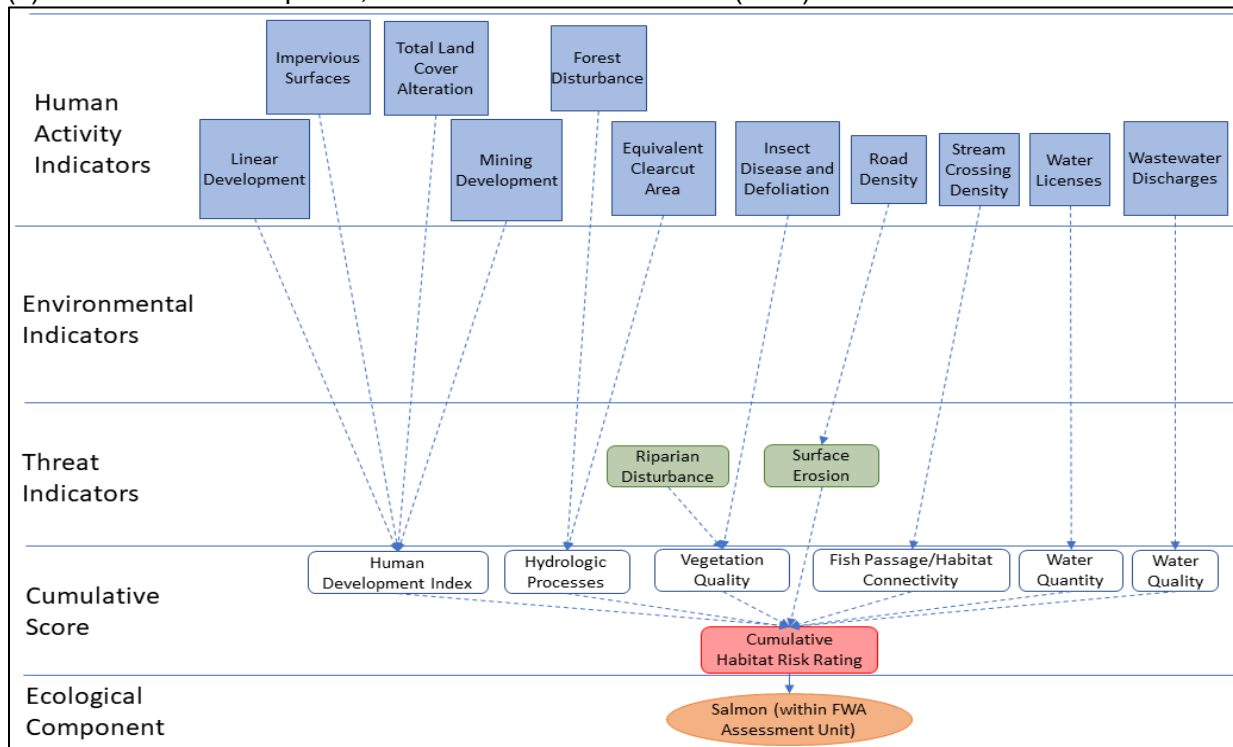 Human
Activity
Indicators
Impervious
Surfaces
Total Land
Cover
Alteration
Forest
Disturbance
Linear
Development
Mining
Development
Equivalent
Clearcut
Area
Insect
Disease and
Defoliation
Road
Density
Stream
Crossing
Density
Water
Licenses
Wastewater
Discharges
Environmental
Indicators
Threat
Indicators
Riparian
Disturbance
Surface
Erosion
Cumulative
Score
Human
Development Index
Hydrologic
Processes
Vegetation
Quality
Fish Passage/Habitat
Connectivity
Water
Quantity
Water
Quality
Cumulative
Habitat Risk Rating
Ecological
Component
Salmon (within FWA
Assessment Unit)